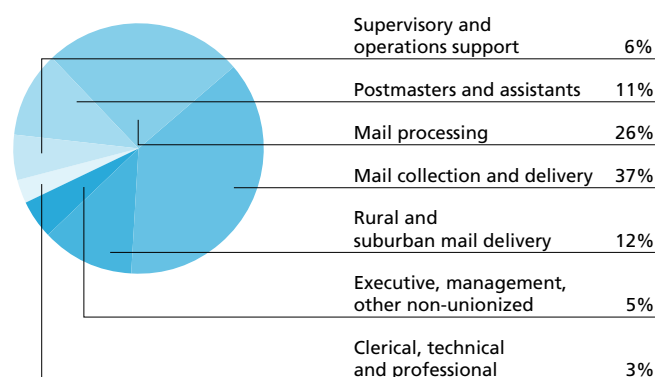 Supervisory and
operations support 6%
Postmasters and assistants 11%
Mail processing 26%
Mail collection and delivery 37%
Rural and
suburban mail delivery 12%
Executive, management,
other non-unionized 5%
Clerical, technical
and professional 3%